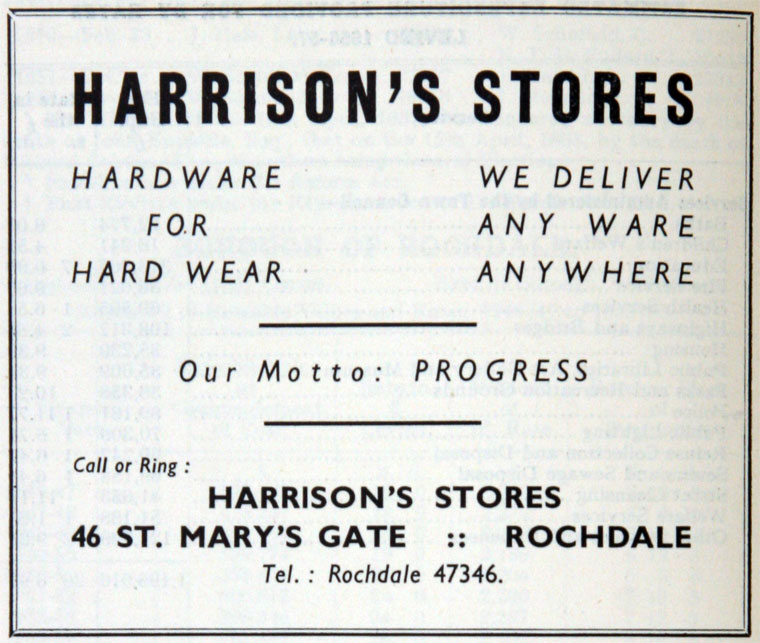 HARRISON'S STORES
HARDWARE
FOR
HARD WEAR
WE DELIVER
ANY WARE
ANYWHERE
Our Motto: PROGRESS
Call or Ring :
HARRISON'S STORES
46 ST. MARY'S GATE :: ROCHDALE
Tel. : Rochdale 47346.